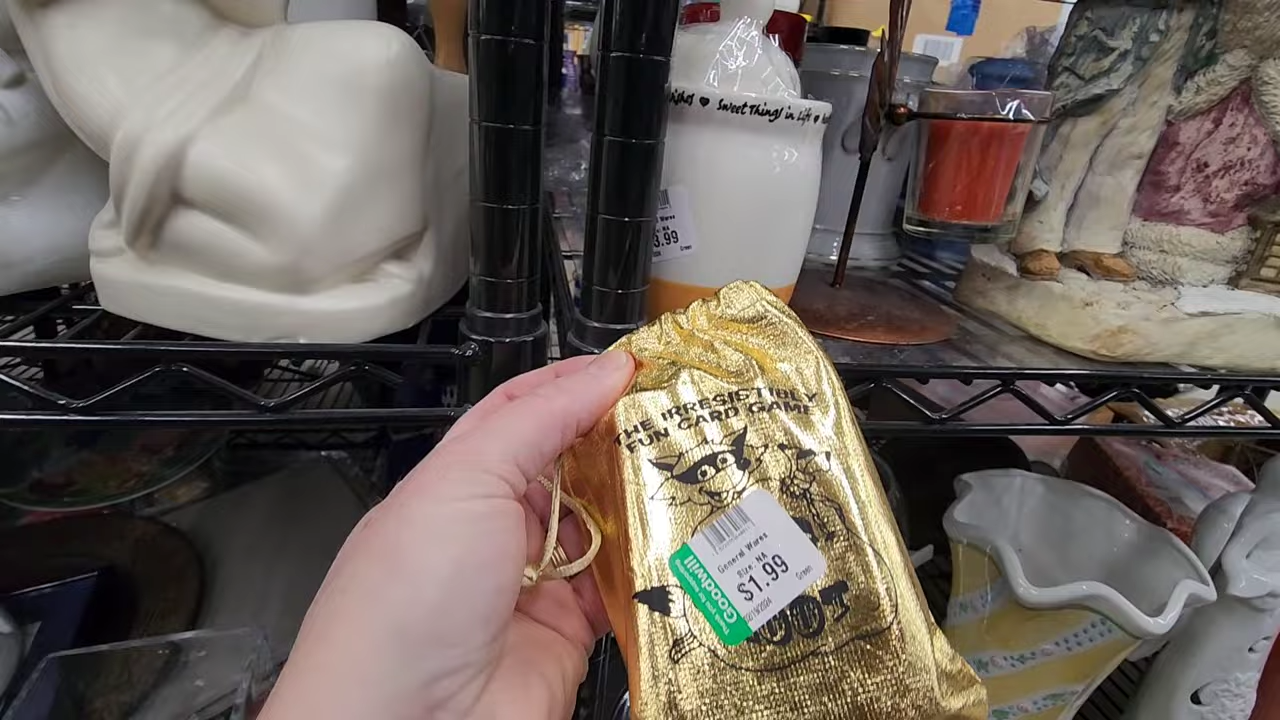 Sweet Things in Life
3.99
Green
THE IRRESISTIBLY
FUN CARD GAME
General Wares
Size: NA
$1.99
Green
Goodwill